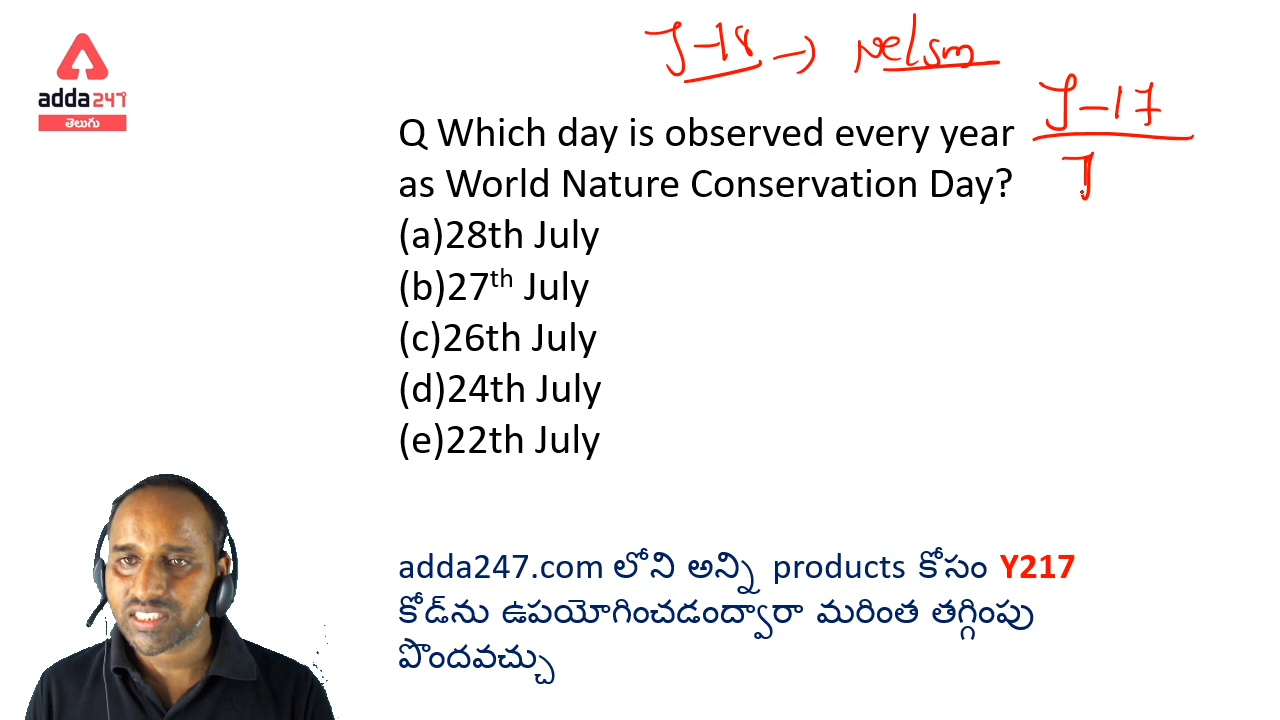 J-18 → Nelson
J-17
J
adda247
తెలుగు
Q Which day is observed every year
as World Nature Conservation Day?
(a)28th July
(b)27th July
(c)26th July
(d)24th July
(e)22th July
adda247.com లోని అన్ని products కోసం Y217
కోడ్‌ను ఉపయోగించడంద్వారా మరింత తగ్గింపు
పొందవచ్చు